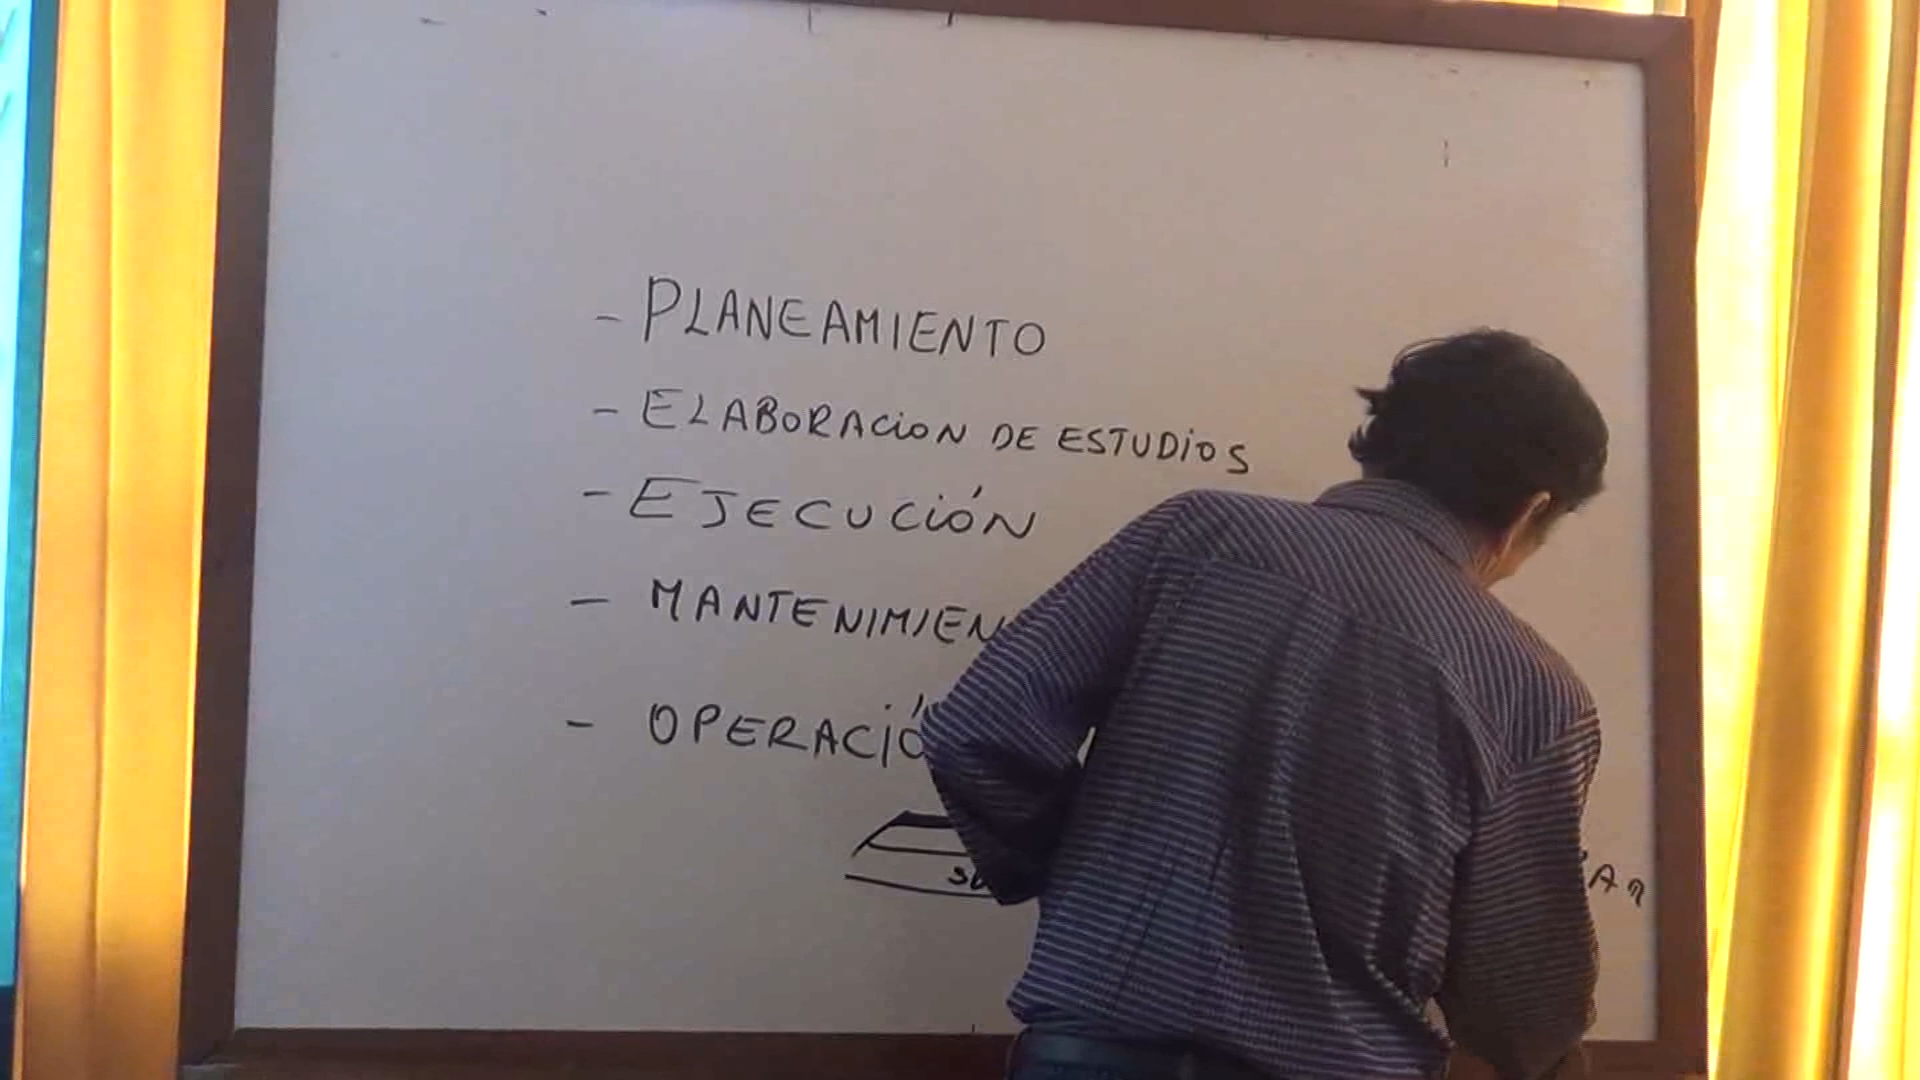 - PLANEAMIENTO
- ELABORACION DE ESTUDIOS
- EJECUCIÓN
- MANTENIMIEN
- OPERACIÓ